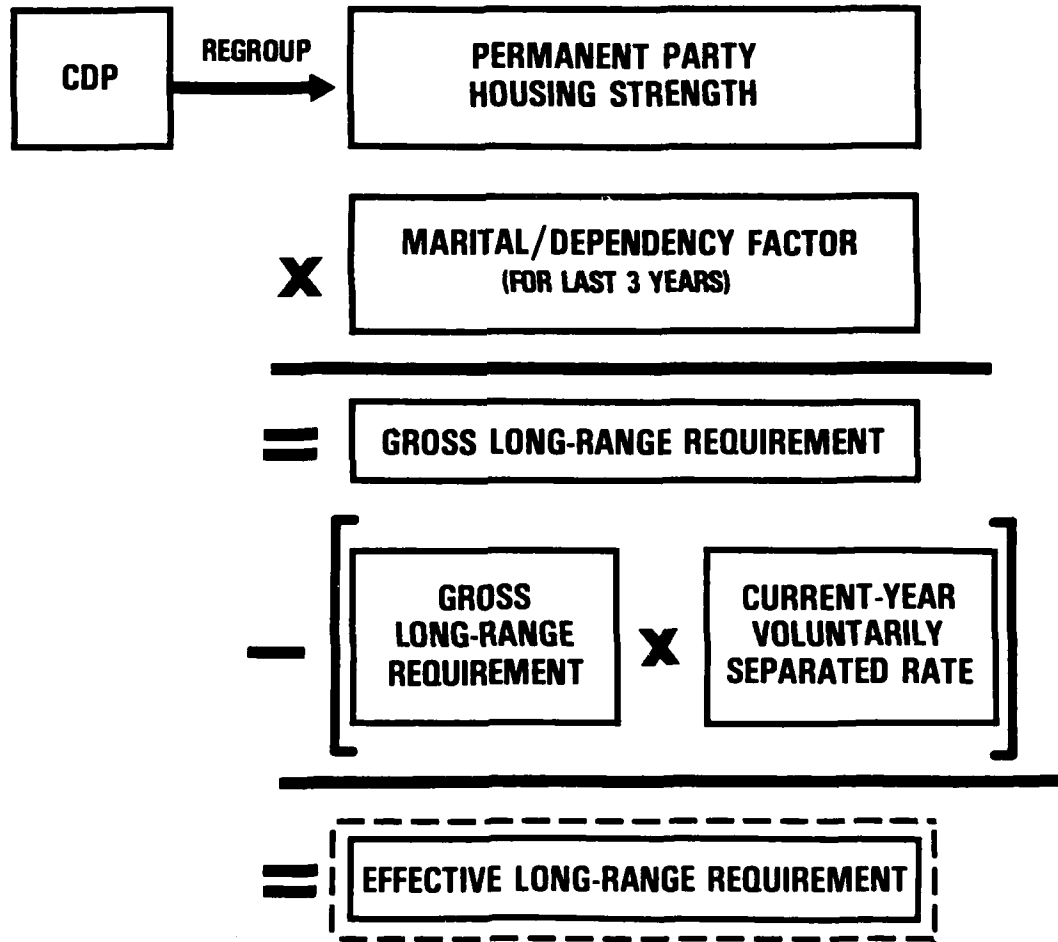 CDP
REGROUP
PERMANENT PARTY
HOUSING STRENGTH
X
MARITAL/DEPENDENCY FACTOR
(FOR LAST 3 YEARS)
=
GROSS LONG-RANGE REQUIREMENT
-
[
GROSS
LONG-RANGE
REQUIREMENT
X
CURRENT-YEAR
VOLUNTARILY
SEPARATED RATE
]
=
EFFECTIVE LONG-RANGE REQUIREMENT